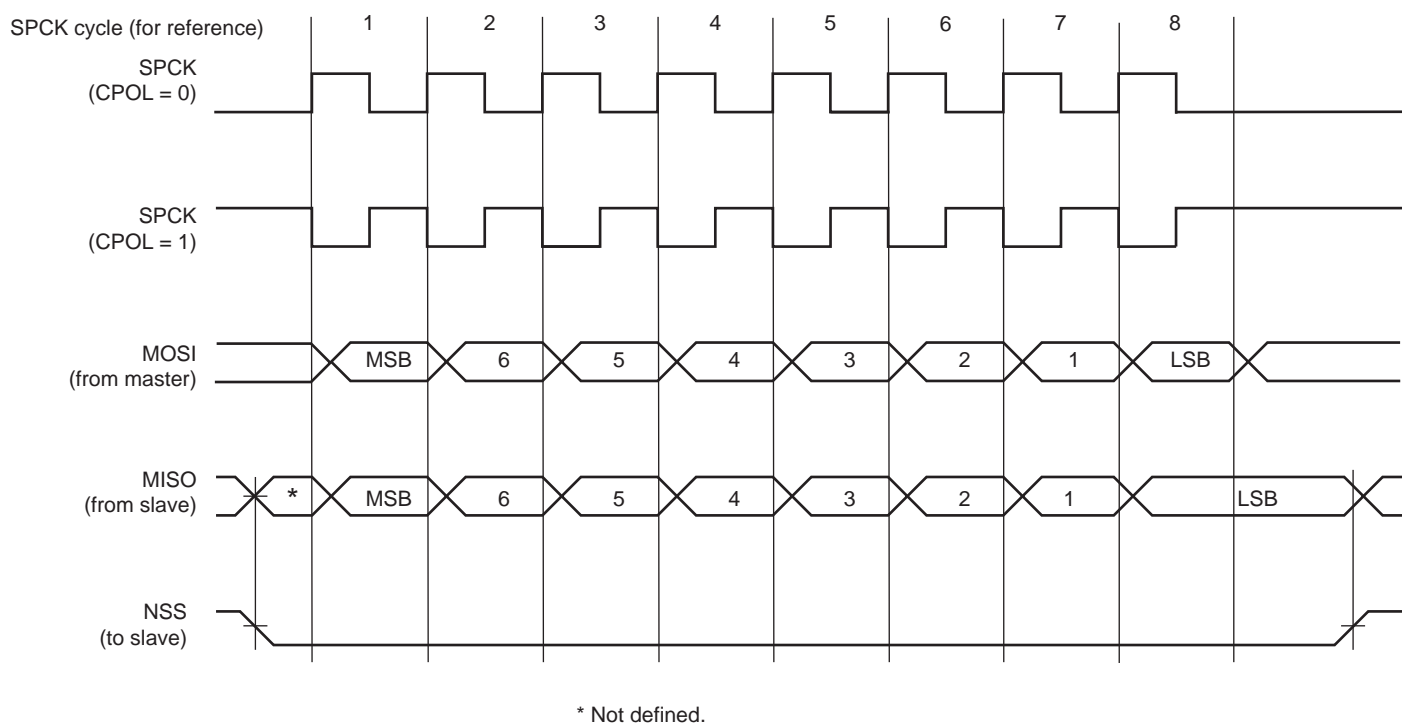 SPCK cycle (for reference) 1 2 3 4 5 6 7 8
SPCK
(CPOL = 0)
SPCK
(CPOL = 1)
MOSI
(from master)
MSB 6 5 4 3 2 1 LSB
MISO
(from slave)
* MSB 6 5 4 3 2 1 LSB
NSS
(to slave)
* Not defined.